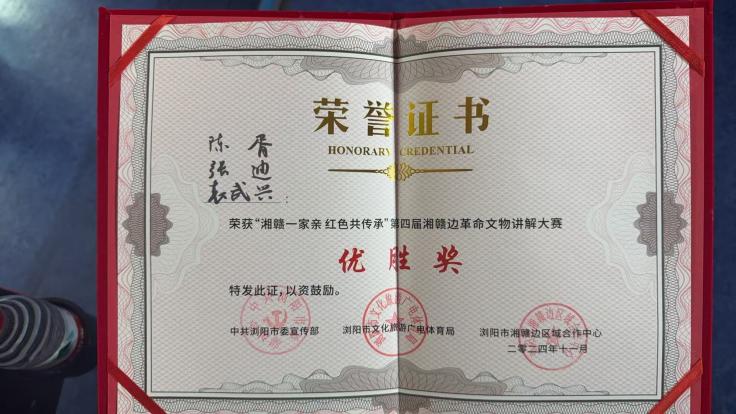 荣誉证书
HONORARY CREDENTIAL
陈胥
张迪
袁武兴:
荣获“湘赣一家亲 红色共传承”第四届湘赣边革命文物讲解大赛
优胜奖
特发此证,以资鼓励。
中共浏阳市委宣传部 浏阳市文化旅游广电体育局 浏阳市湘赣边区域合作中心
二零二四年十一月